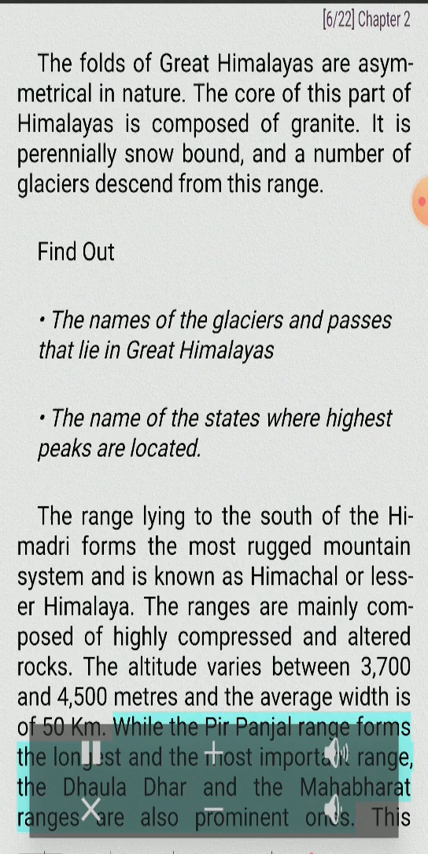 [6/22] Chapter 2
The folds of Great Himalayas are asym-
metrical in nature. The core of this part of
Himalayas is composed of granite. It is
perennially snow bound, and a number of
glaciers descend from this range.
Find Out
• The names of the glaciers and passes
that lie in Great Himalayas
• The name of the states where highest
peaks are located.
The range lying to the south of the Hi-
madri forms the most rugged mountain
system and is known as Himachal or less-
er Himalaya. The ranges are mainly com-
posed of highly compressed and altered
rocks. The altitude varies between 3,700
and 4,500 metres and the average width is
of 50 Km. While the Pir Panjal range forms
the longest and the most important range,
the Dhaula Dhar and the Mahabharat
ranges are also prominent ones. This